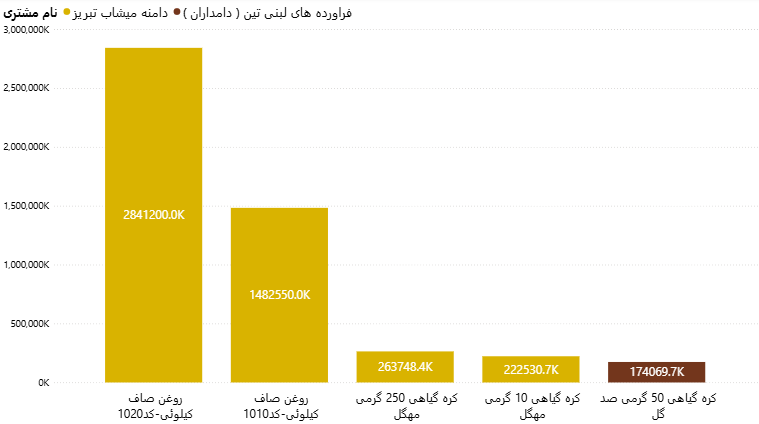 نام مشتری دامنه میشاب تبریز فراورده های لبنی تین ( دامداران )
3,000,000K
2,500,000K
2,000,000K
1,500,000K
1,000,000K
500,000K
0K
2841200.0K
1482550.0K
263748.4K
222530.7K
174069.7K
روغن صاف
کیلوئی-کد1020
روغن صاف
کیلوئی-کد1010
کره گیاهی 250 گرمی
مهگل
کره گیاهی 10 گرمی
مهگل
کره گیاهی 50 گرمی صد
گل